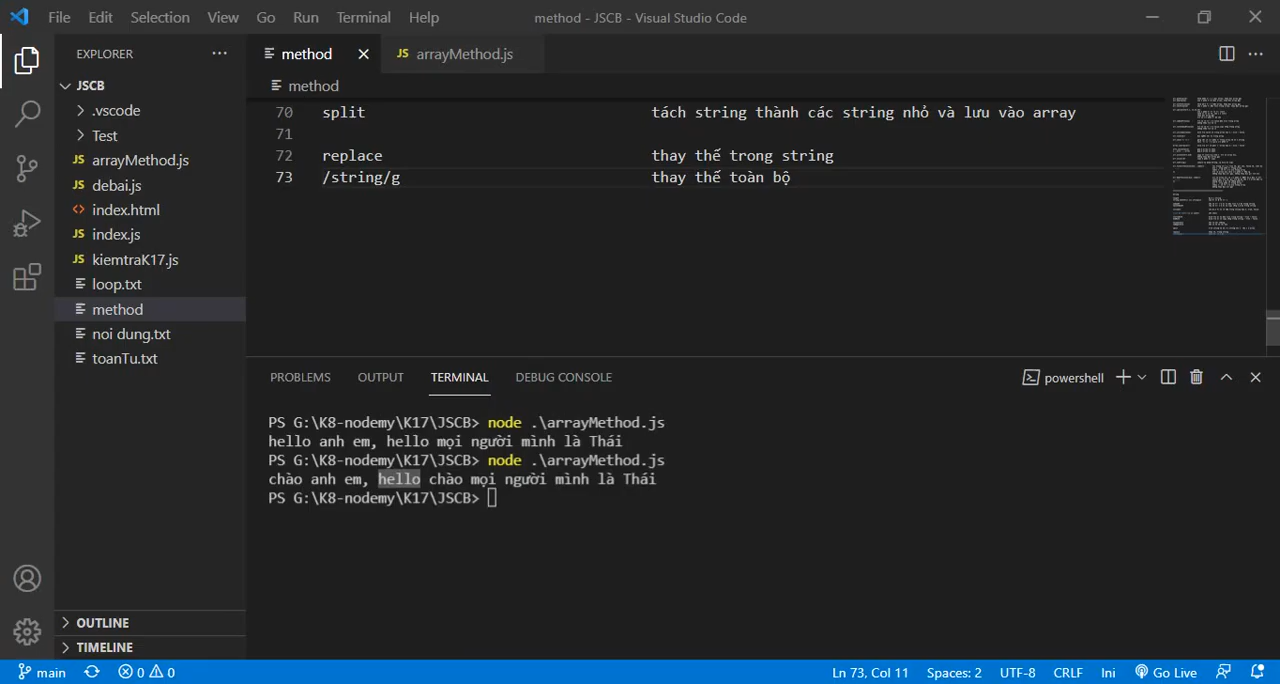 File Edit Selection View Go Run Terminal Help method - JSCB - Visual Studio Code
EXPLORER ···
JSCB
.vscode
Test
JS arrayMethod.js
JS debai.js
<> index.html
JS index.js
JS kiemtraK17.js
loop.txt
method
noi dung.txt
toanTu.txt
OUTLINE
TIMELINE
method JS arrayMethod.js
method
70 split tách string thành các string nhỏ và lưu vào array
71
72 replace thay thế trong string
73 /string/g thay thế toàn bộ
PROBLEMS OUTPUT TERMINAL DEBUG CONSOLE powershell
PS G:\K8-nodemy\K17\JSCB> node .\arrayMethod.js
hello anh em, hello mọi người mình là Thái
PS G:\K8-nodemy\K17\JSCB> node .\arrayMethod.js
chào anh em, hello chào mọi người mình là Thái
PS G:\K8-nodemy\K17\JSCB>
main 0 0 Ln 73, Col 11 Spaces: 2 UTF-8 CRLF Ini Go Live